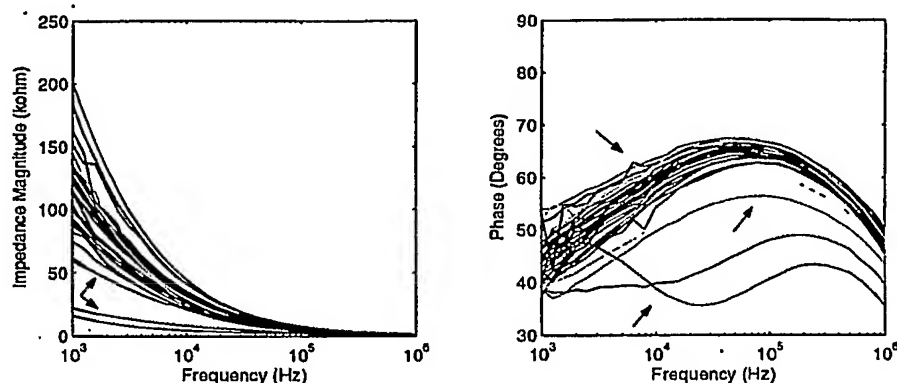 250
200
150
100
50
0
Impedance Magnitude (kohm)
10³ 10⁴ 10⁵ 10⁶
Frequency (Hz)
90
80
70
60
50
40
30
Phase (Degrees)
10³ 10⁴ 10⁵ 10⁶
Frequency (Hz)